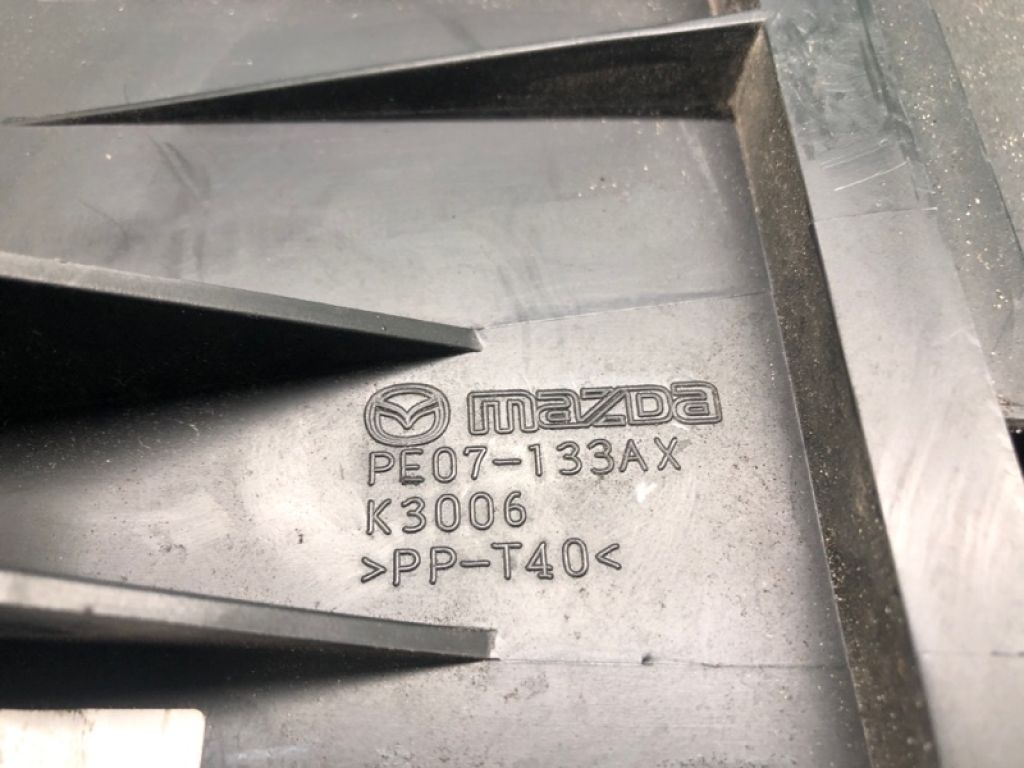 mazda
PE07-133AX
K3006
>PP-T40<